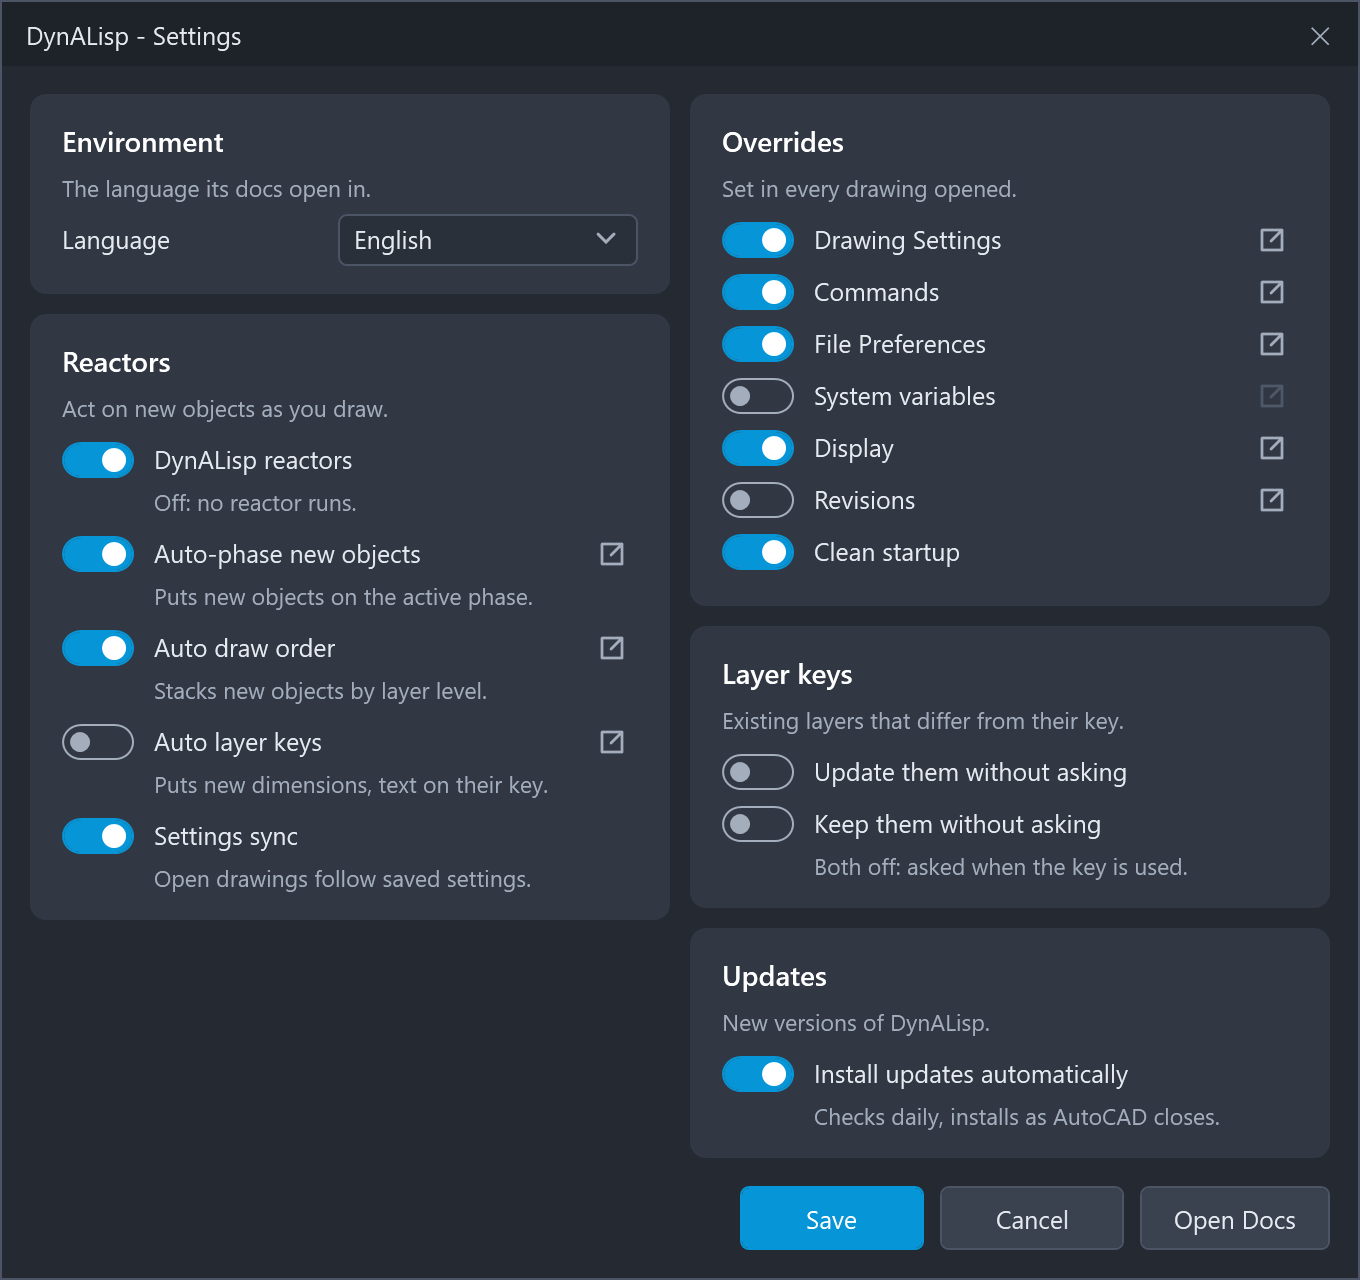 DynALisp - Settings
Environment
The language its docs open in.
Language
English
Reactors
Act on new objects as you draw.
DynALisp reactors
Off: no reactor runs.
Auto-phase new objects
Puts new objects on the active phase.
Auto draw order
Stacks new objects by layer level.
Auto layer keys
Puts new dimensions, text on their key.
Settings sync
Open drawings follow saved settings.
Overrides
Set in every drawing opened.
Drawing Settings
Commands
File Preferences
System variables
Display
Revisions
Clean startup
Layer keys
Existing layers that differ from their key.
Update them without asking
Keep them without asking
Both off: asked when the key is used.
Updates
New versions of DynALisp.
Install updates automatically
Checks daily, installs as AutoCAD closes.
Save
Cancel
Open Docs